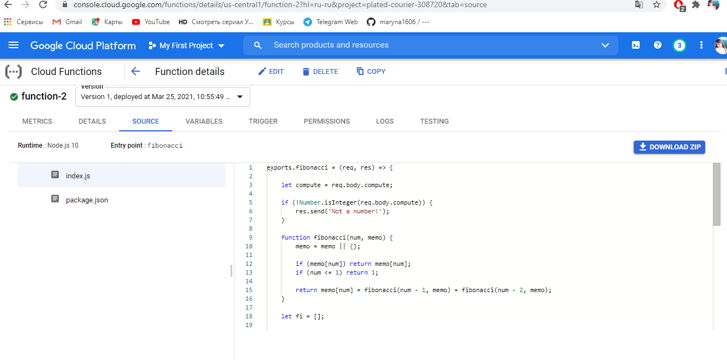 console.cloud.google.com/functions/details/us-central1/function-2?hl=ru-ru&project=plated-courier-308720&tab=source
Сервисы Gmail Карты YouTube HD Смотреть сериал У... Курсы Telegram Web maryna1606 / ---
Google Cloud Platform My First Project Search products and resources 3
Cloud Functions Function details EDIT DELETE COPY
Version
function-2 Version 1, deployed at Mar 25, 2021, 10:55:49 ...
METRICS DETAILS SOURCE VARIABLES TRIGGER PERMISSIONS LOGS TESTING
Runtime : Node.js 10 Entry point : fibonacci DOWNLOAD ZIP
index.js
package.json
1 exports.fibonacci = (req, res) => {
2
3 let compute = req.body.compute;
4
5 if (!Number.isInteger(req.body.compute)) {
6 res.send('Not a number!');
7 }
8
9 function fibonacci(num, memo) {
10 memo = memo || {};
11
12 if (memo[num]) return memo[num];
13 if (num <= 1) return 1;
14
15 return memo[num] = fibonacci(num - 1, memo) + fibonacci(num - 2, memo);
16 }
17
18 let fi = [];
19